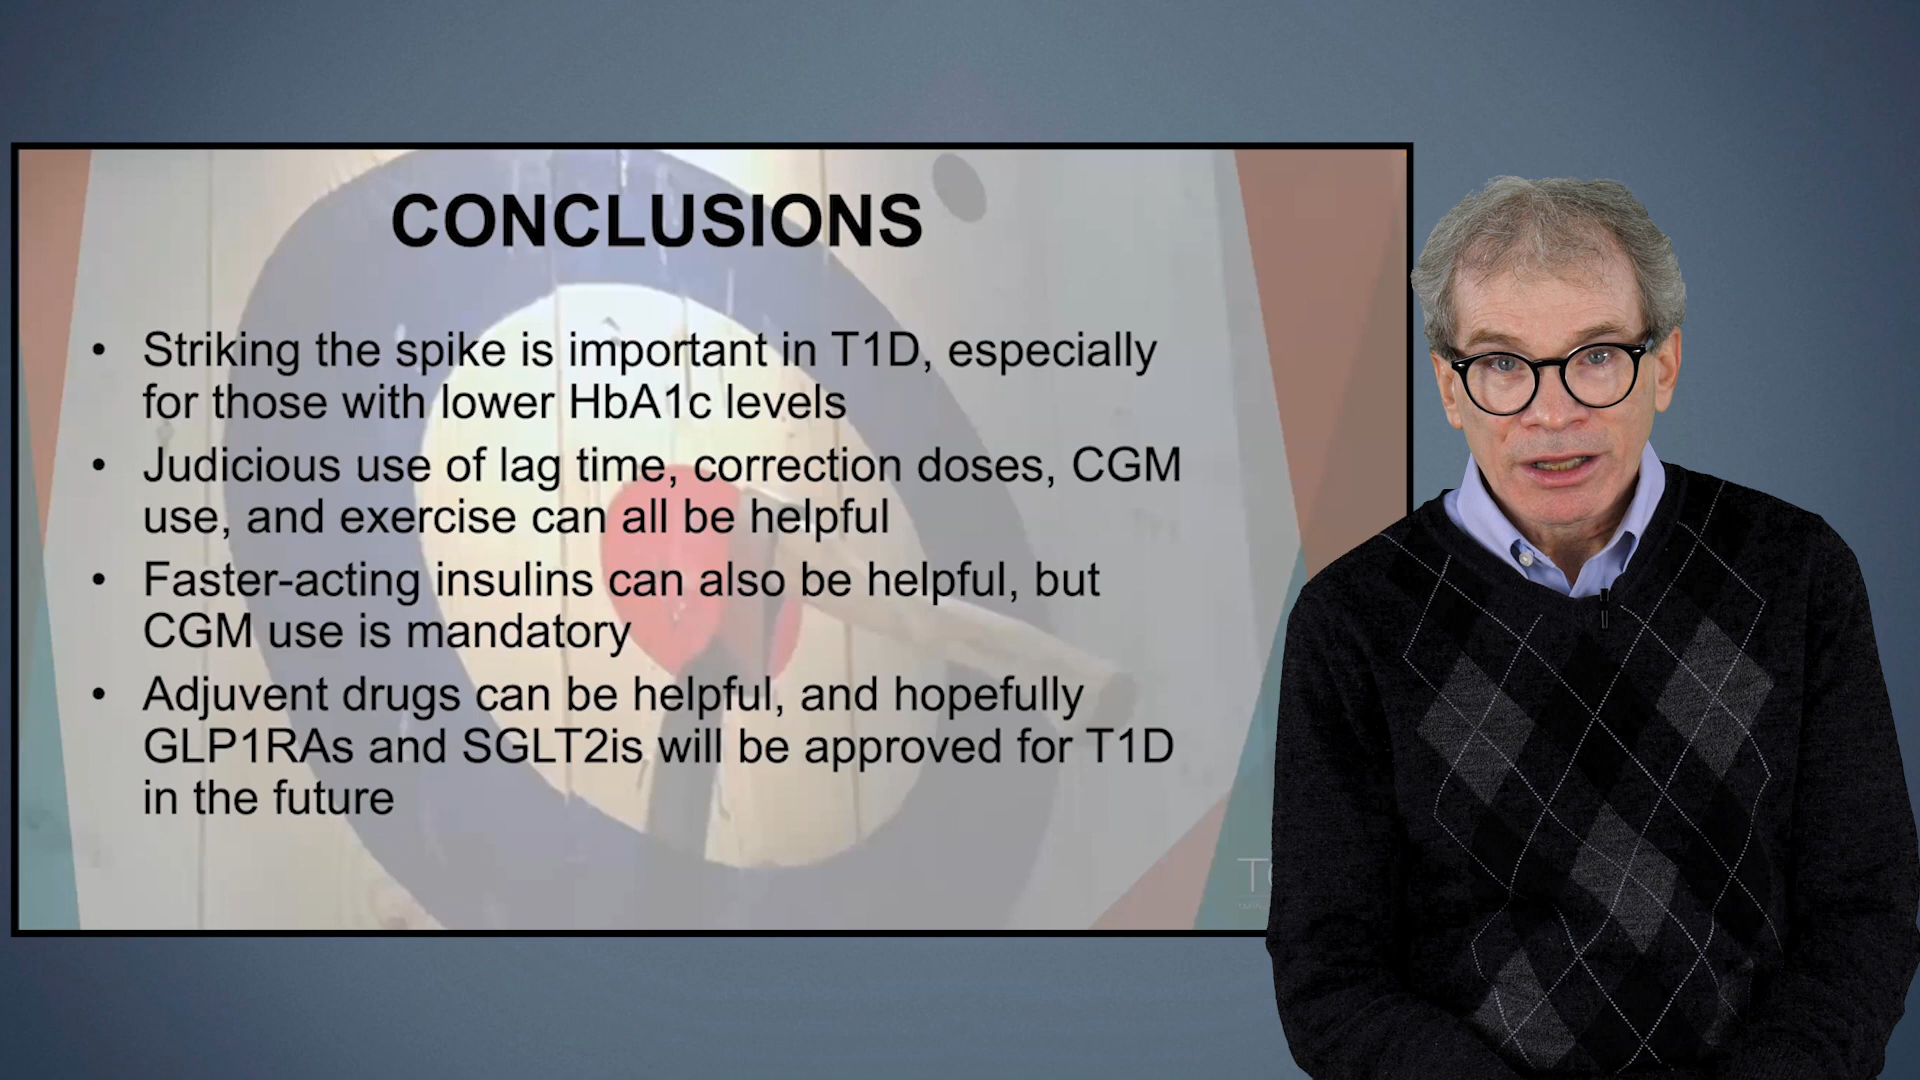 CONCLUSIONS
• Striking the spike is important in T1D, especially
for those with lower HbA1c levels
• Judicious use of lag time, correction doses, CGM
use, and exercise can all be helpful
• Faster-acting insulins can also be helpful, but
CGM use is mandatory
• Adjuvent drugs can be helpful, and hopefully
GLP1RAs and SGLT2is will be approved for T1D
in the future